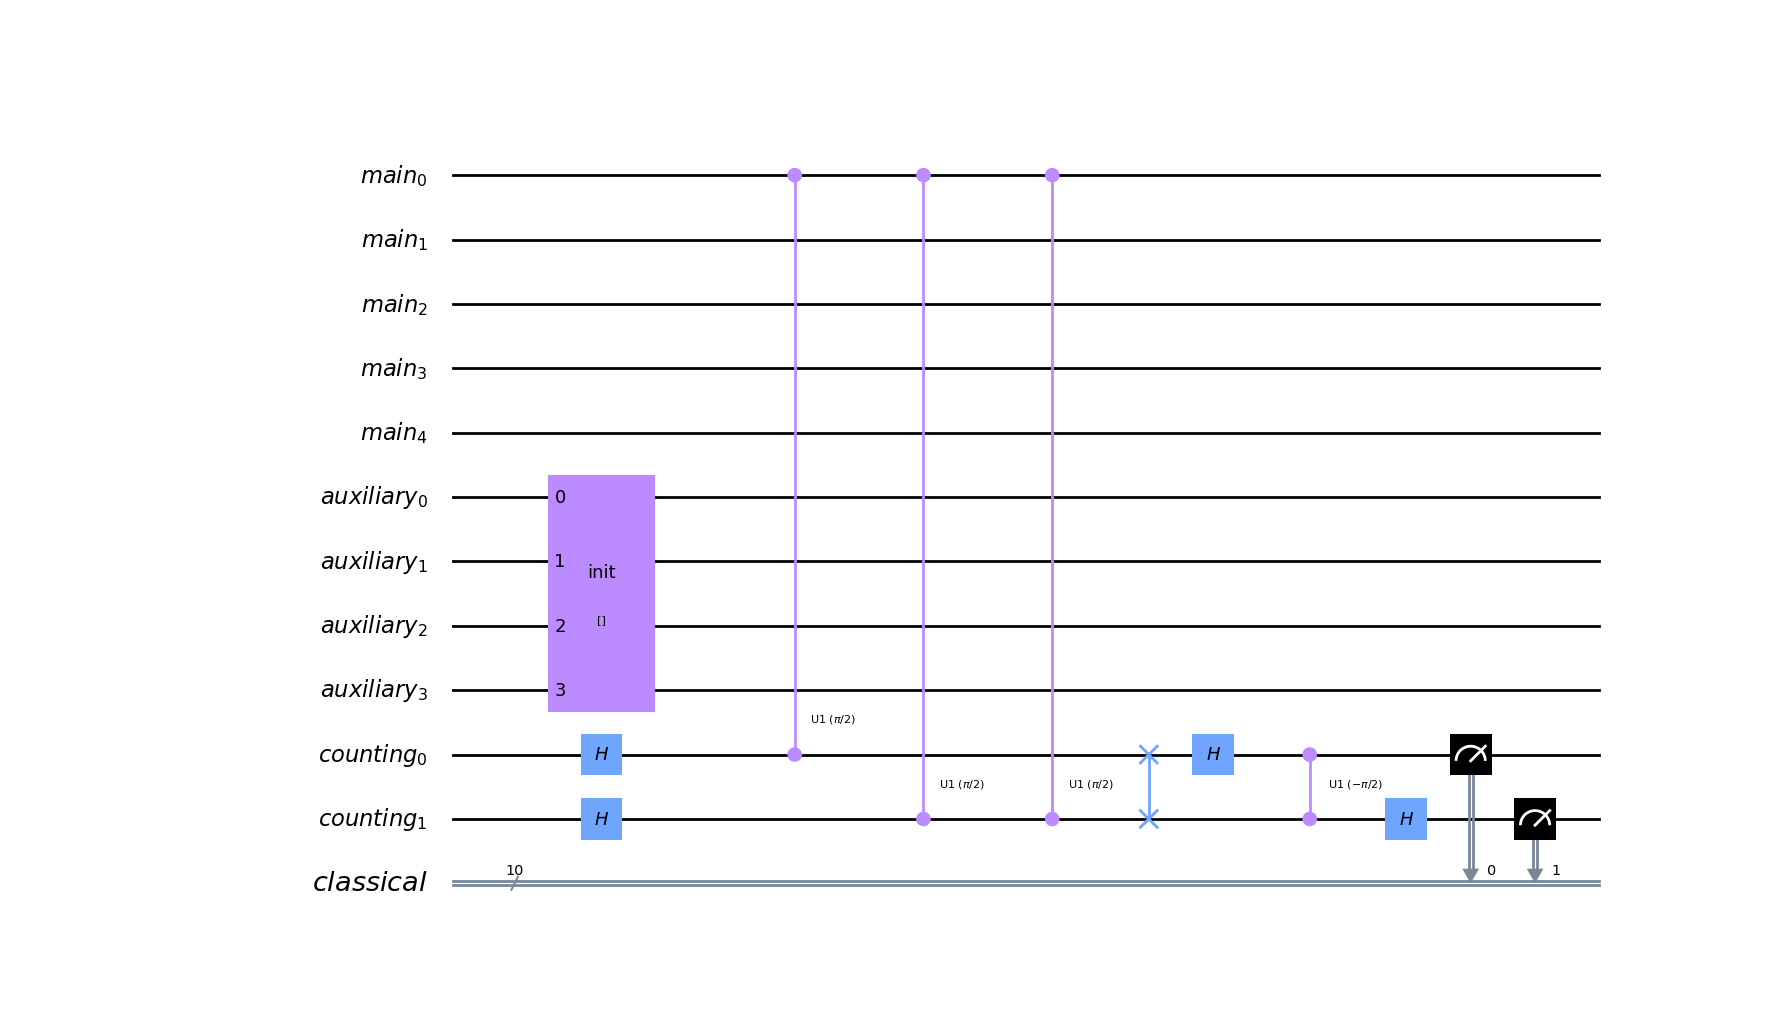 main0
main1
main2
main3
main4
auxiliary0 0
auxiliary1 1 init
auxiliary2 2 []
auxiliary3 3
U1 (π/2)
counting0 H H
U1 (π/2) U1 (π/2) U1 (−π/2)
counting1 H H
classical 10 0 1